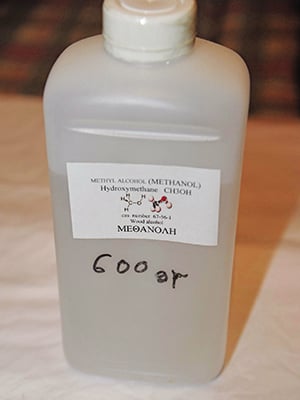 METHYL ALCOHOL (METHANOL)
Hydroxymethane CH3OH
cas number 67-56-1
Wood alcohol
ΜΕΘΑΝΟΛΗ
600 gr